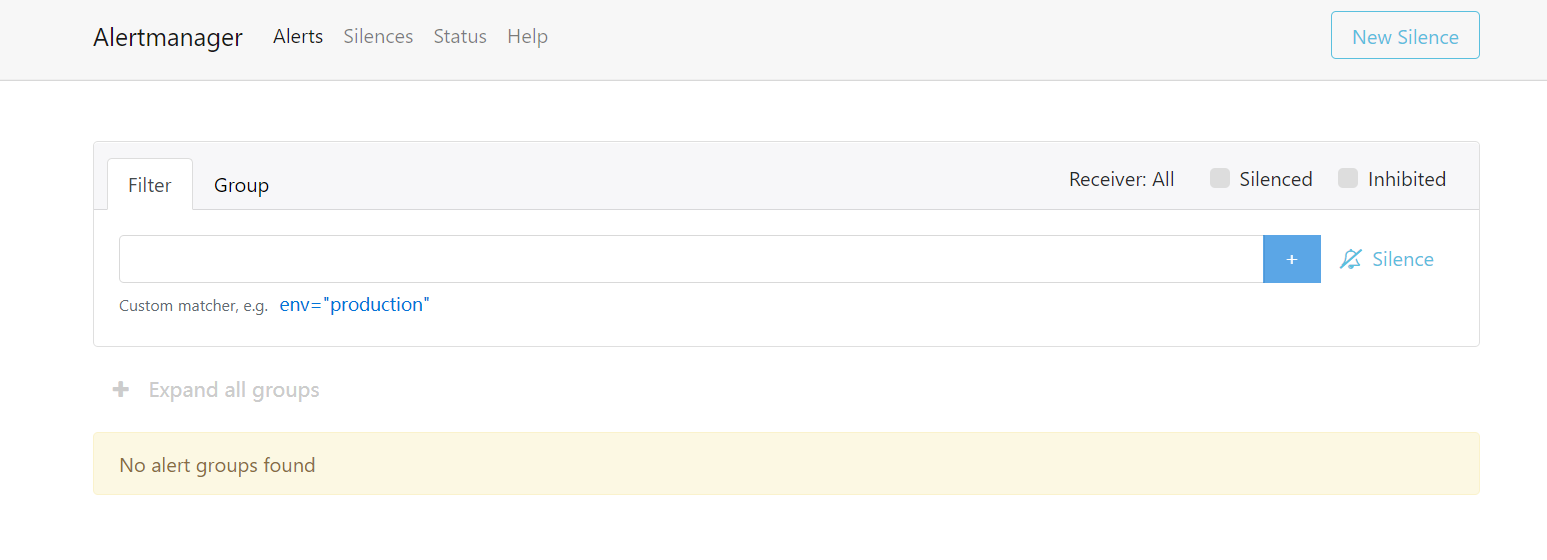 Alertmanager Alerts Silences Status Help New Silence
Filter Group Receiver: All Silenced Inhibited
+ Silence
Custom matcher, e.g. env="production"
+ Expand all groups
No alert groups found